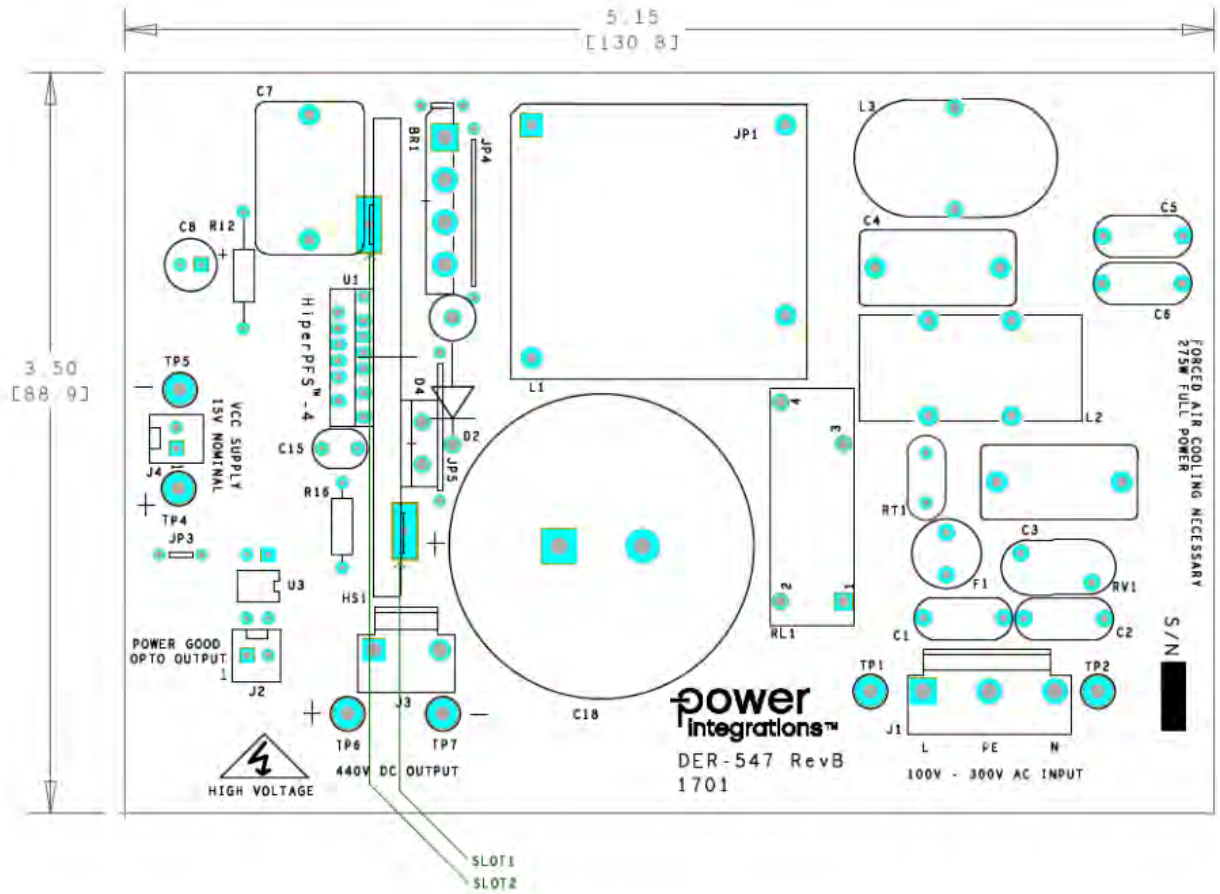 5.15
[130.8]
3.50
[88.9]
C7
BR1
JP4
JP1
L3
C8
R12
+
U1
HiperPFS™-4
C4
C5
C6
TP5
−
VCC SUPPLY
15V NOMINAL
J4
1
+
TP4
JP3
C15
D4
D2
JP5
R16
+
HS1
L1
4
3
2
1
RL1
L2
FORCED AIR COOLING NECESSARY
275W FULL POWER
RT1
C3
F1
RV1
C1
C2
S/N
U3
POWER GOOD
OPTO OUTPUT
1
J2
J3
+
−
TP6
TP7
440V DC OUTPUT
HIGH VOLTAGE
C18
power
integrations™
DER-547 RevB
1701
TP1
TP2
J1
L PE N
100V - 300V AC INPUT
SLOT1
SLOT2